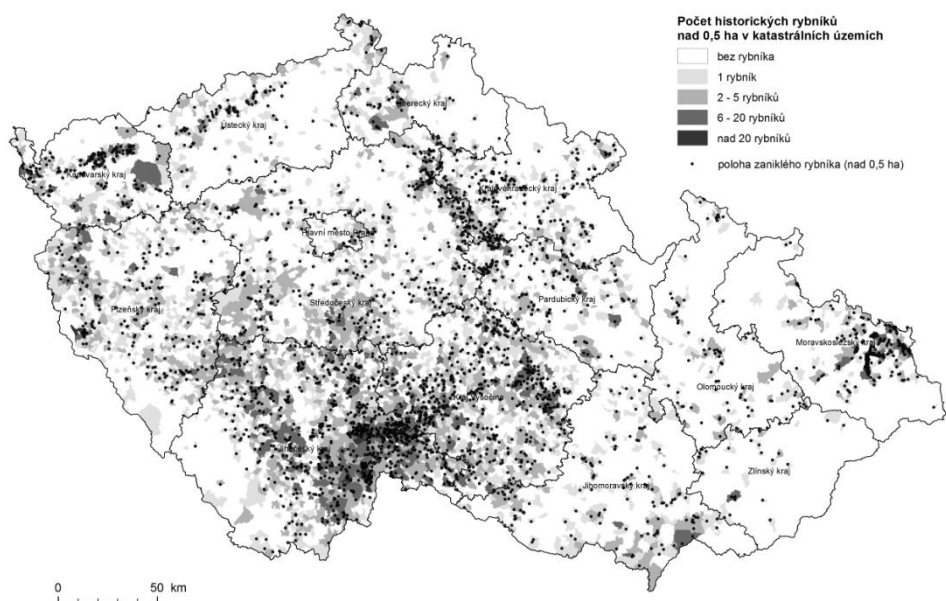 Počet historických rybníků
nad 0,5 ha v katastrálních územích
bez rybníka
1 rybník
2 - 5 rybníků
6 - 20 rybníků
nad 20 rybníků
poloha zaniklého rybníka (nad 0,5 ha)
Liberecký kraj
Ústecký kraj
Karlovarský kraj
Královéhradecký kraj
Hlavní město Praha
Středočeský kraj
Pardubický kraj
Plzeňský kraj
Moravskoslezský kraj
Olomoucký kraj
Kraj Vysočina
Jihočeský kraj
Zlínský kraj
Jihomoravský kraj
0 50 km